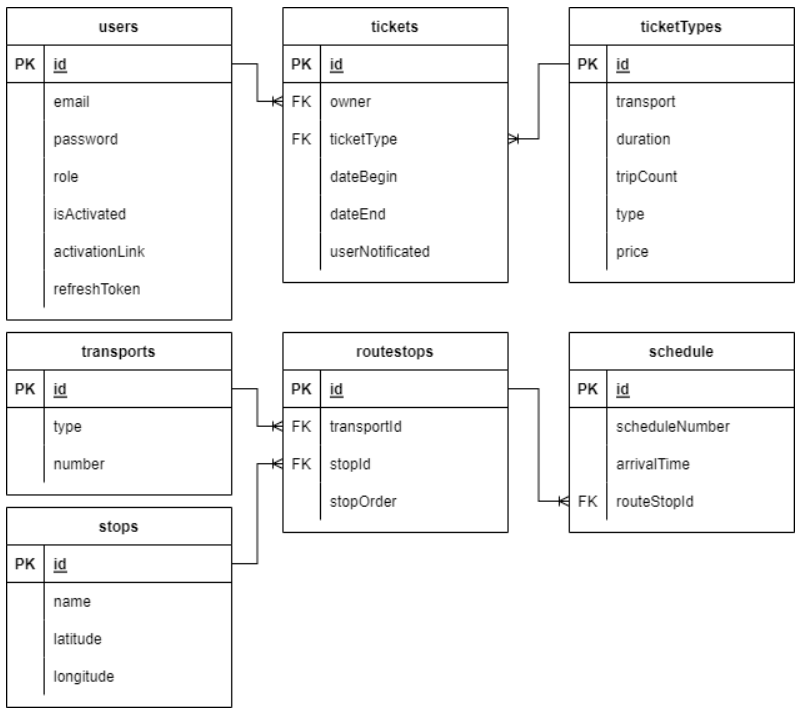 users
PK id
email
password
role
isActivated
activationLink
refreshToken
tickets
PK id
FK owner
FK ticketType
dateBegin
dateEnd
userNotificated
ticketTypes
PK id
transport
duration
tripCount
type
price
transports
PK id
type
number
routestops
PK id
FK transportId
FK stopId
stopOrder
schedule
PK id
scheduleNumber
arrivalTime
FK routeStopId
stops
PK id
name
latitude
longitude